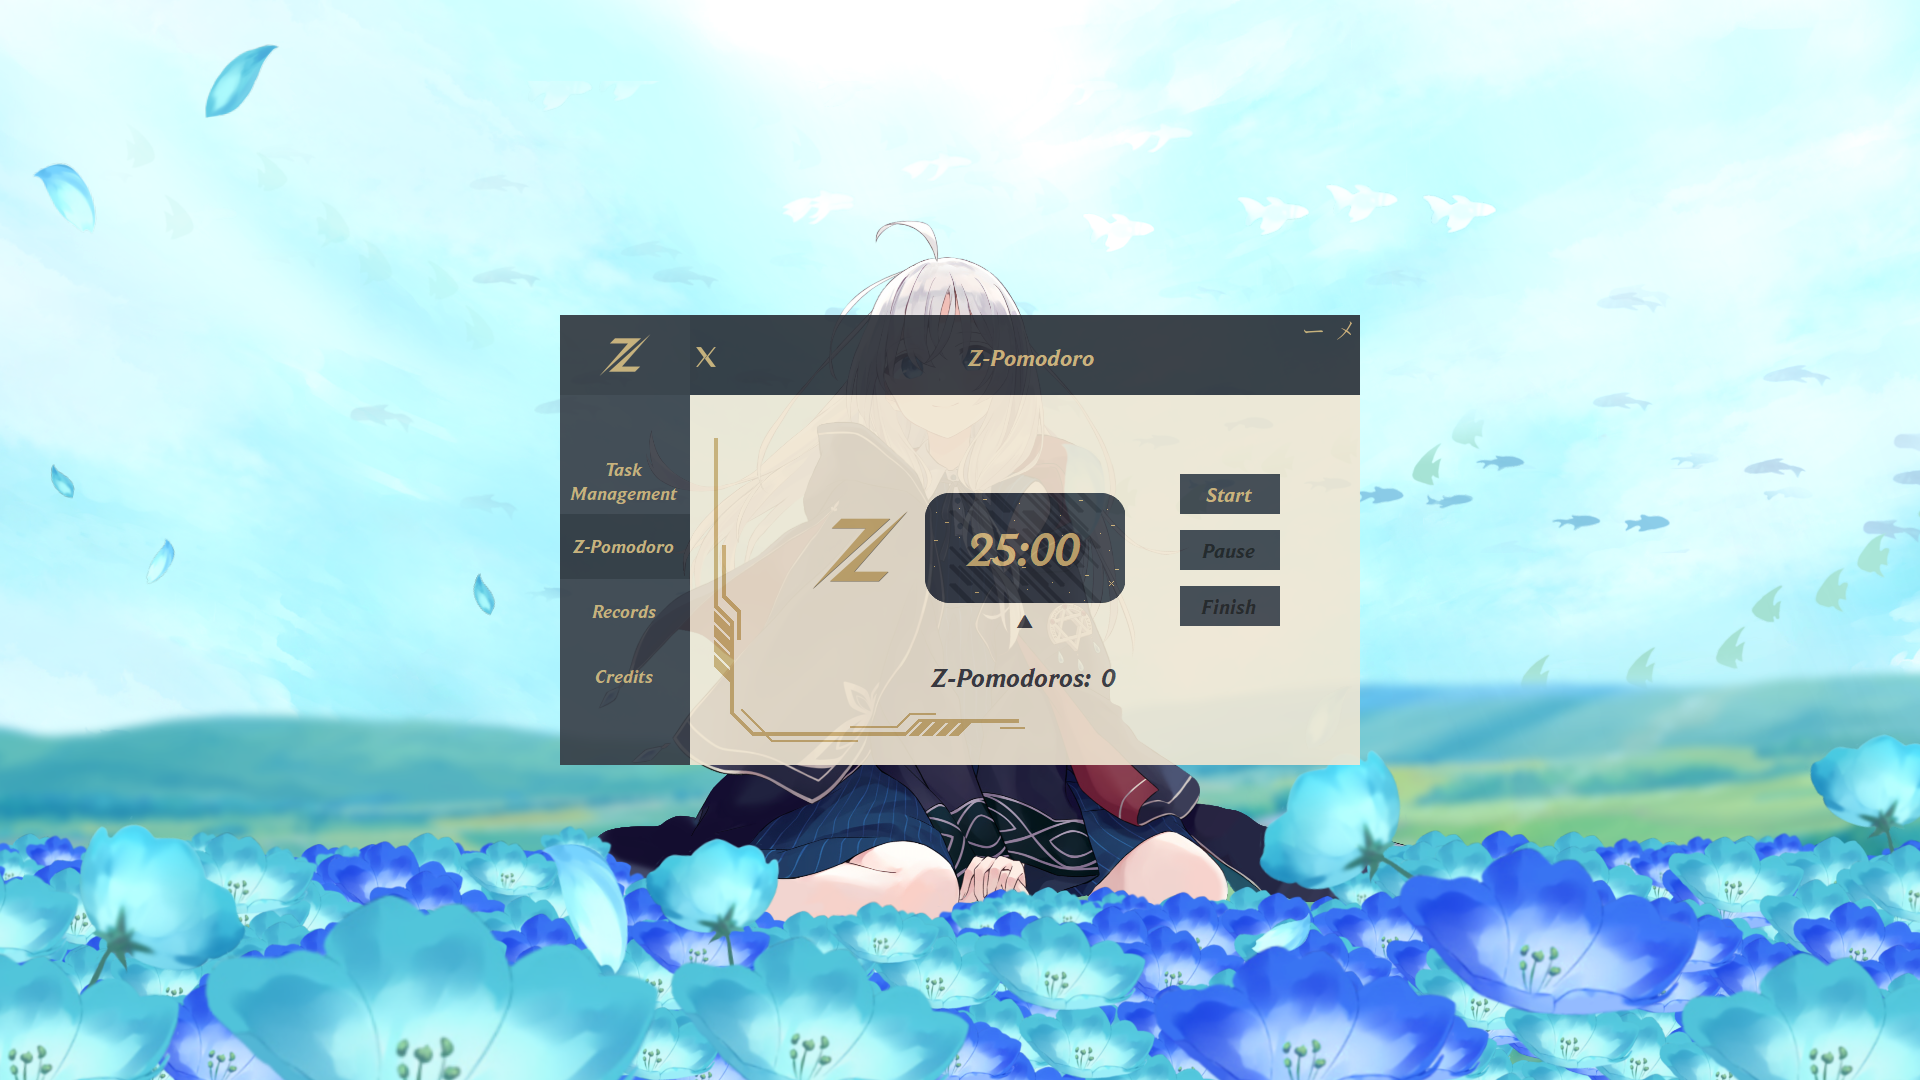 Z
X
Z-Pomodoro
Task
Management
Z-Pomodoro
Records
Credits
Z
25:00
Z-Pomodoros: 0
Start
Pause
Finish